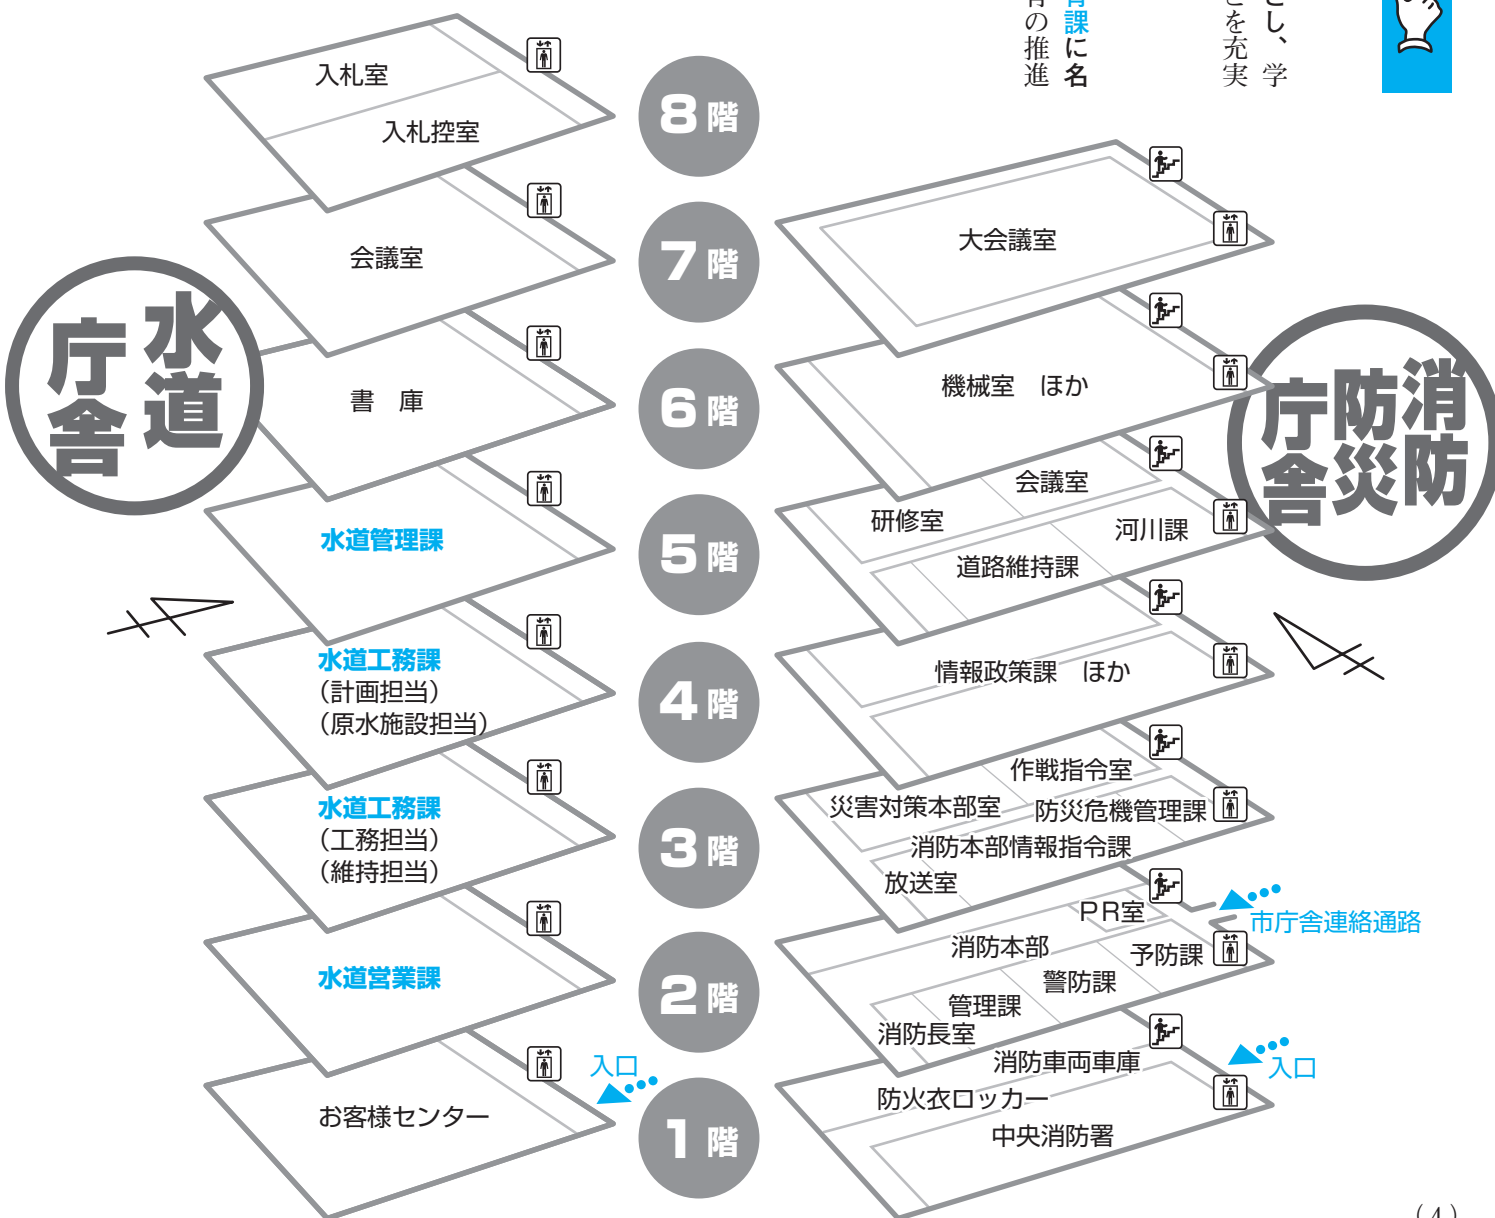 とし、学
とを充実
育課に名
育の推進
水道
庁舎
消防
防災
庁舎
8階
入札室
入札控室
7階
会議室
大会議室
6階
書　庫
機械室　ほか
5階
水道管理課
会議室
研修室
河川課
道路維持課
4階
水道工務課
（計画担当）
（原水施設担当）
情報政策課　ほか
3階
水道工務課
（工務担当）
（維持担当）
作戦指令室
災害対策本部室
防災危機管理課
消防本部情報指令課
放送室
2階
水道営業課
PR室
市庁舎連絡通路
消防本部
予防課
警防課
管理課
消防長室
1階
お客様センター
入口
消防車両車庫
入口
防火衣ロッカー
中央消防署
（4）